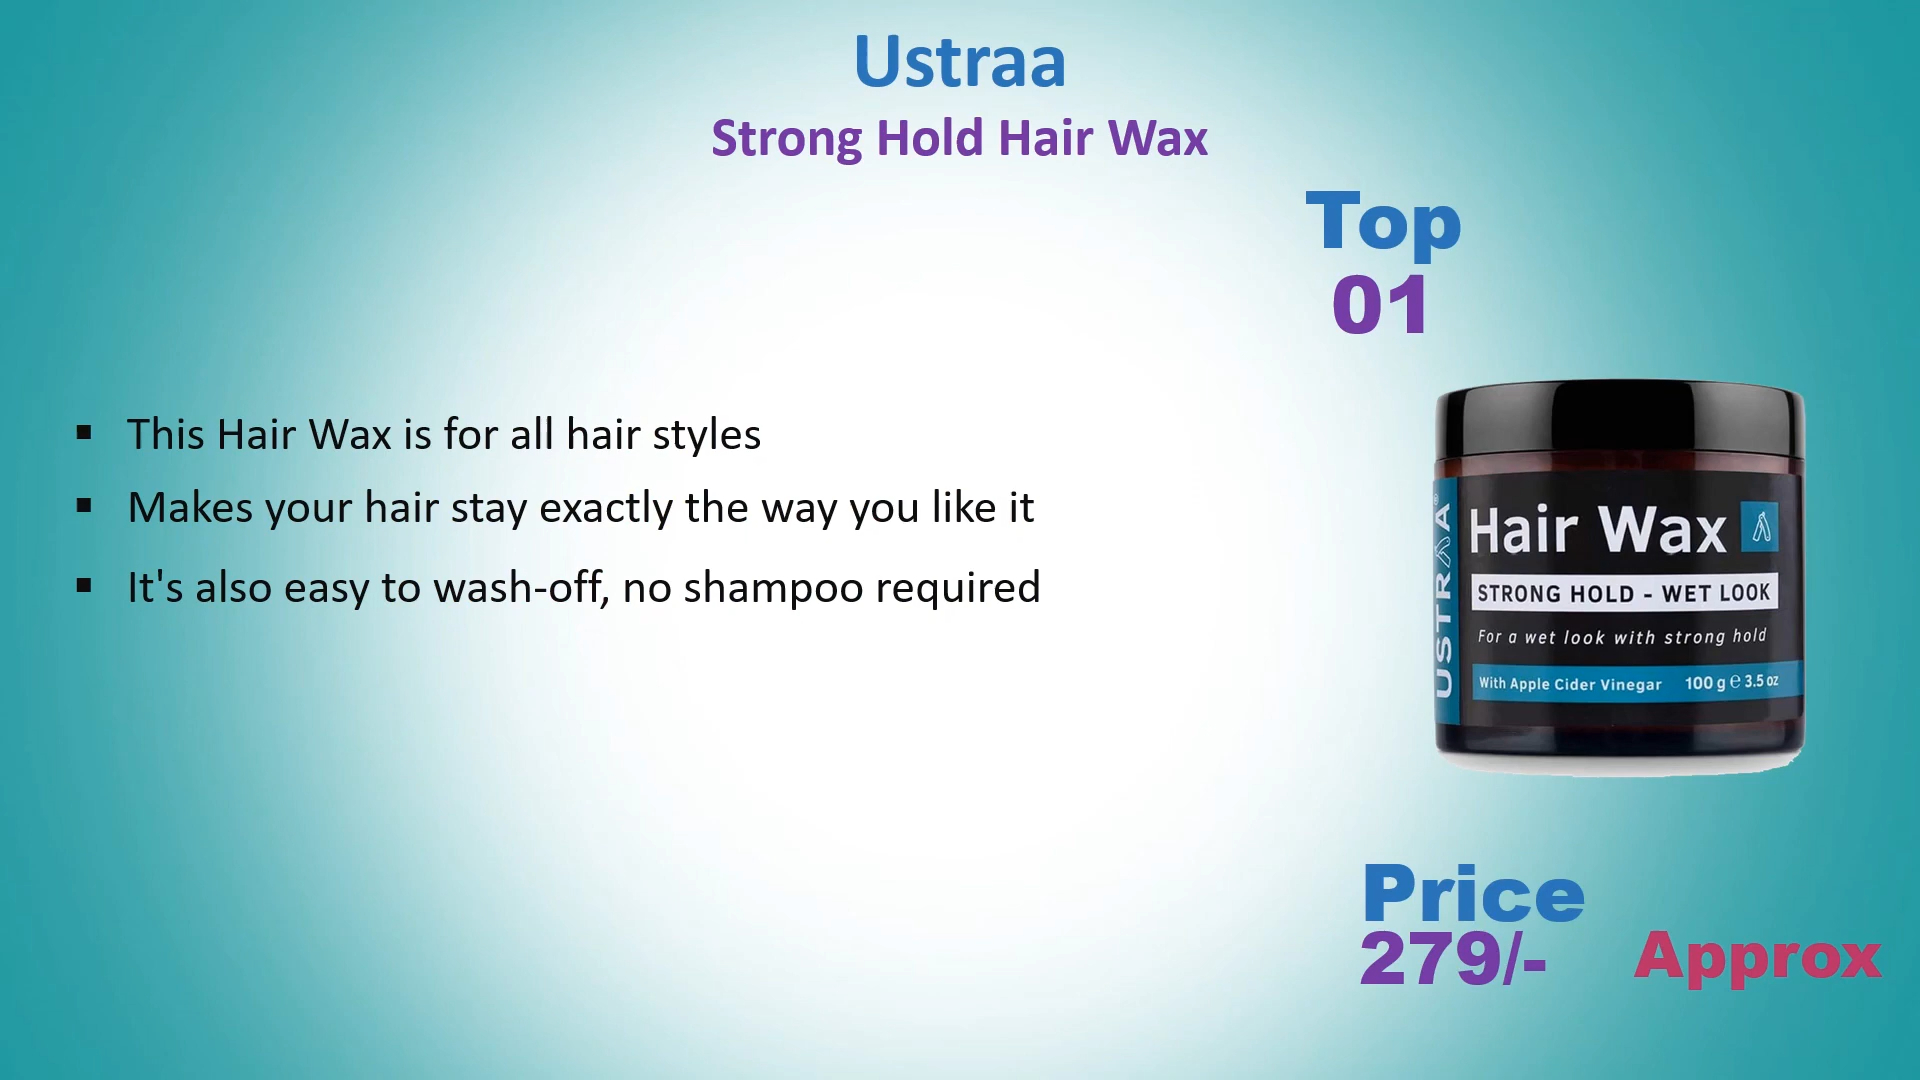 Ustraa
Strong Hold Hair Wax
Top
01
▪ This Hair Wax is for all hair styles
▪ Makes your hair stay exactly the way you like it
▪ It's also easy to wash-off, no shampoo required
USTRAA®
Hair Wax
STRONG HOLD - WET LOOK
For a wet look with strong hold
With Apple Cider Vinegar 100 g ℮ 3.5 oz
Price
279/- Approx